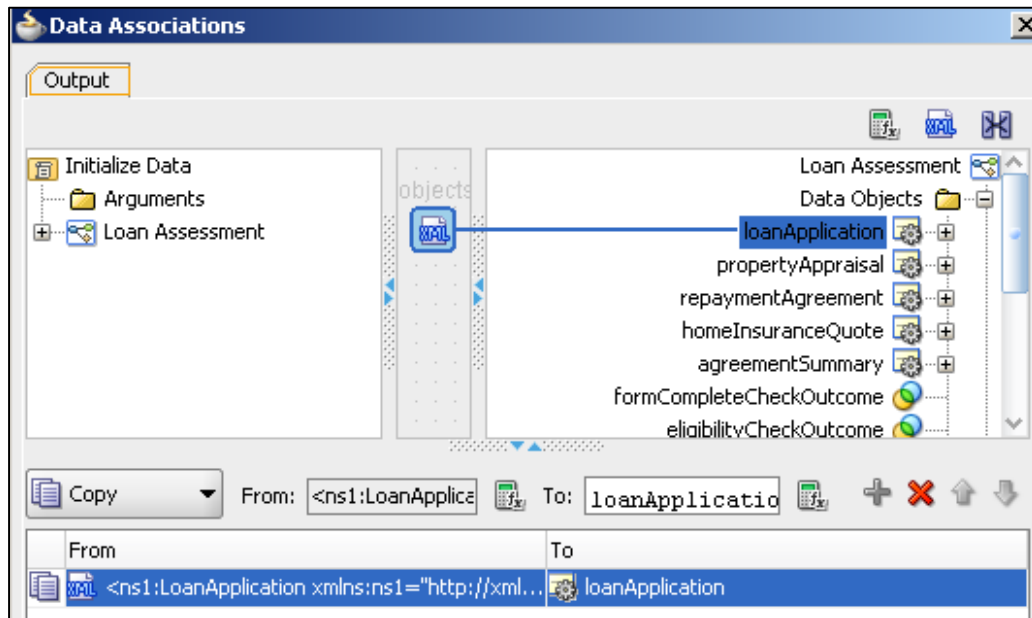 Data Associations
Output
Initialize Data
Arguments
Loan Assessment
objects
XML
Loan Assessment
Data Objects
loanApplication
propertyAppraisal
repaymentAgreement
homeInsuranceQuote
agreementSummary
formCompleteCheckOutcome
eligibilityCheckOutcome
Copy
From: <ns1:LoanApplica
To: loanApplicatio
From To
<ns1:LoanApplication xmlns:ns1="http://xml... loanApplication